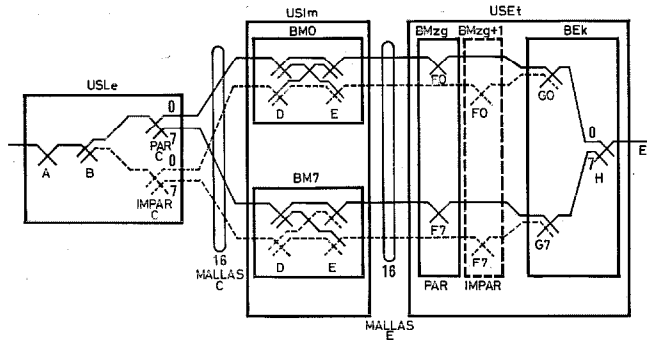 USLe
USIm
USEt
BM0
BMzg
BMzg+1
BEk
A
B
0
PAR
C
7
0
7
IMPAR
C
16
MALLAS
C
D
E
BM7
D
E
16
MALLAS
E
F0
F0
F7
F7
PAR
IMPAR
G0
G7
0
7
H
E